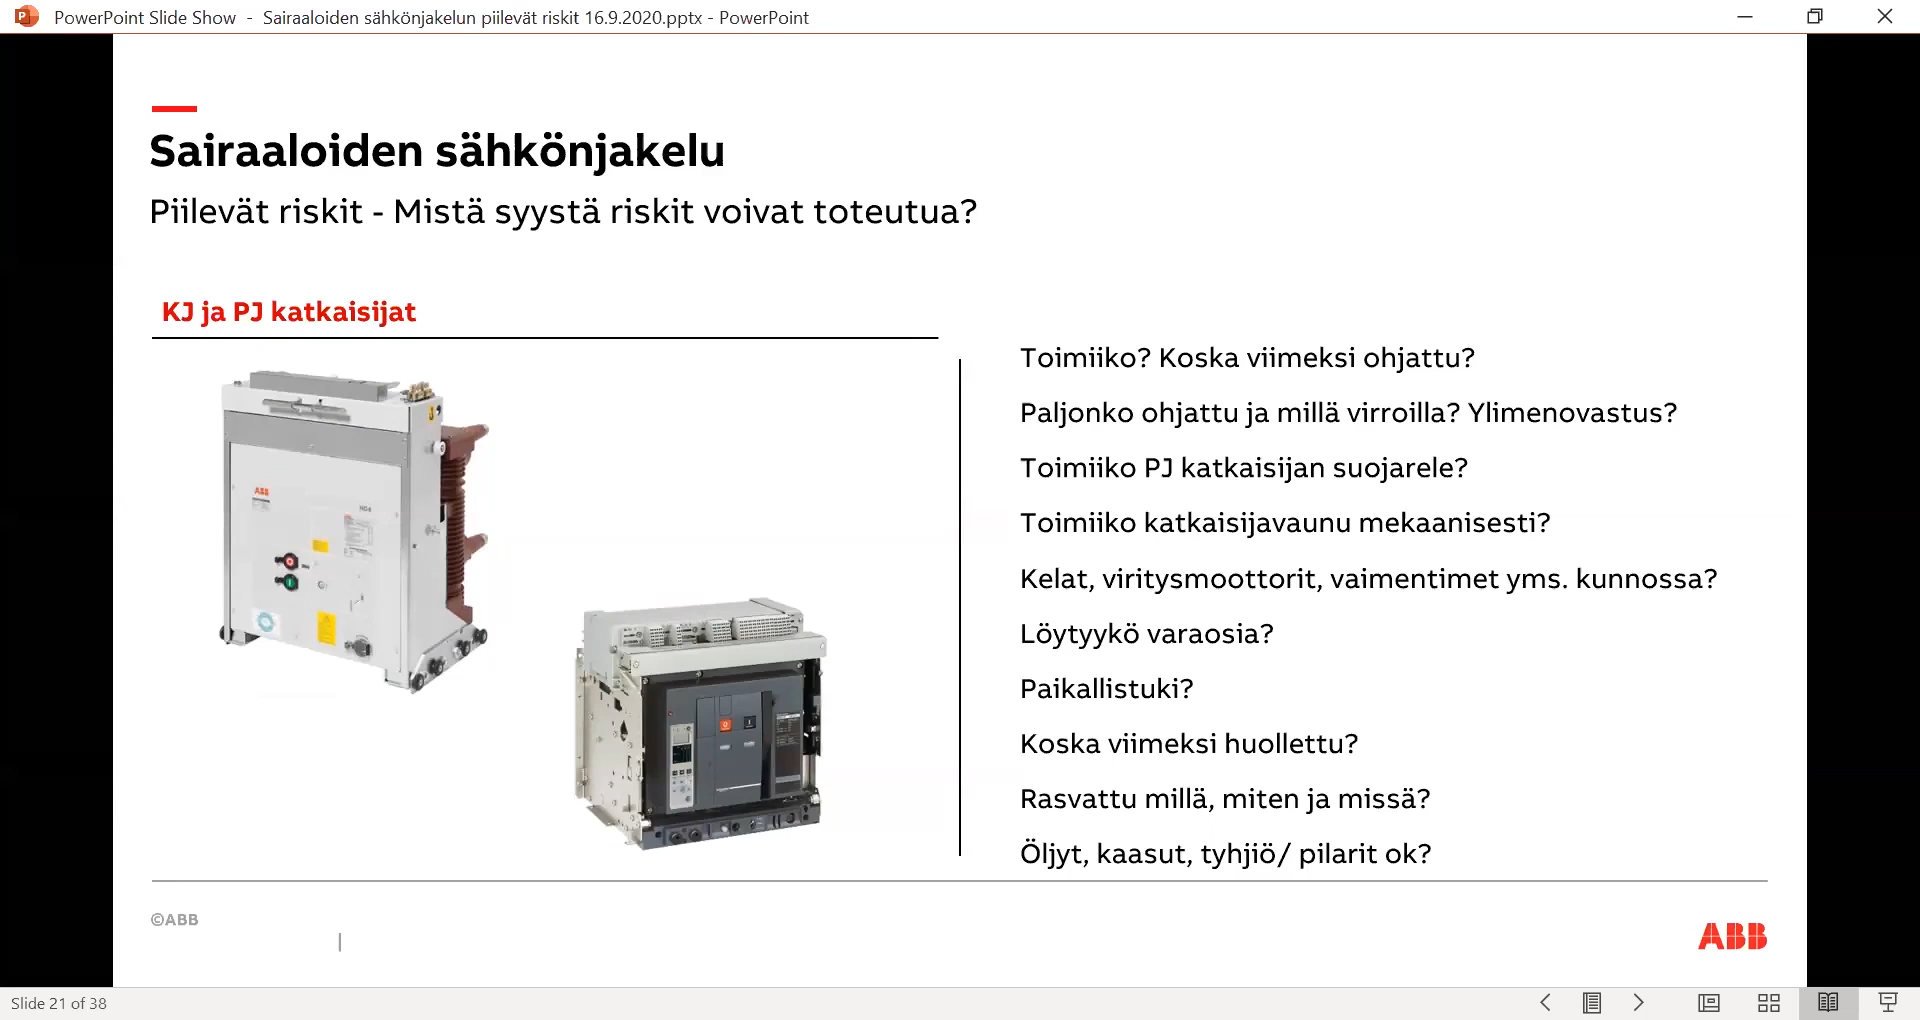 PowerPoint Slide Show - Sairaaloiden sähkönjakelun piilevät riskit 16.9.2020.pptx - PowerPoint
Sairaaloiden sähkönjakelu
Piilevät riskit - Mistä syystä riskit voivat toteutua?
KJ ja PJ katkaisijat
Toimiiko? Koska viimeksi ohjattu?
Paljonko ohjattu ja millä virroilla? Ylimenovastus?
Toimiiko PJ katkaisijan suojarele?
Toimiiko katkaisijavaunu mekaanisesti?
Kelat, viritysmoottorit, vaimentimet yms. kunnossa?
Löytyykö varaosia?
Paikallistuki?
Koska viimeksi huollettu?
Rasvattu millä, miten ja missä?
Öljyt, kaasut, tyhjiö/ pilarit ok?
ABB
©ABB
ABB
Slide 21 of 38